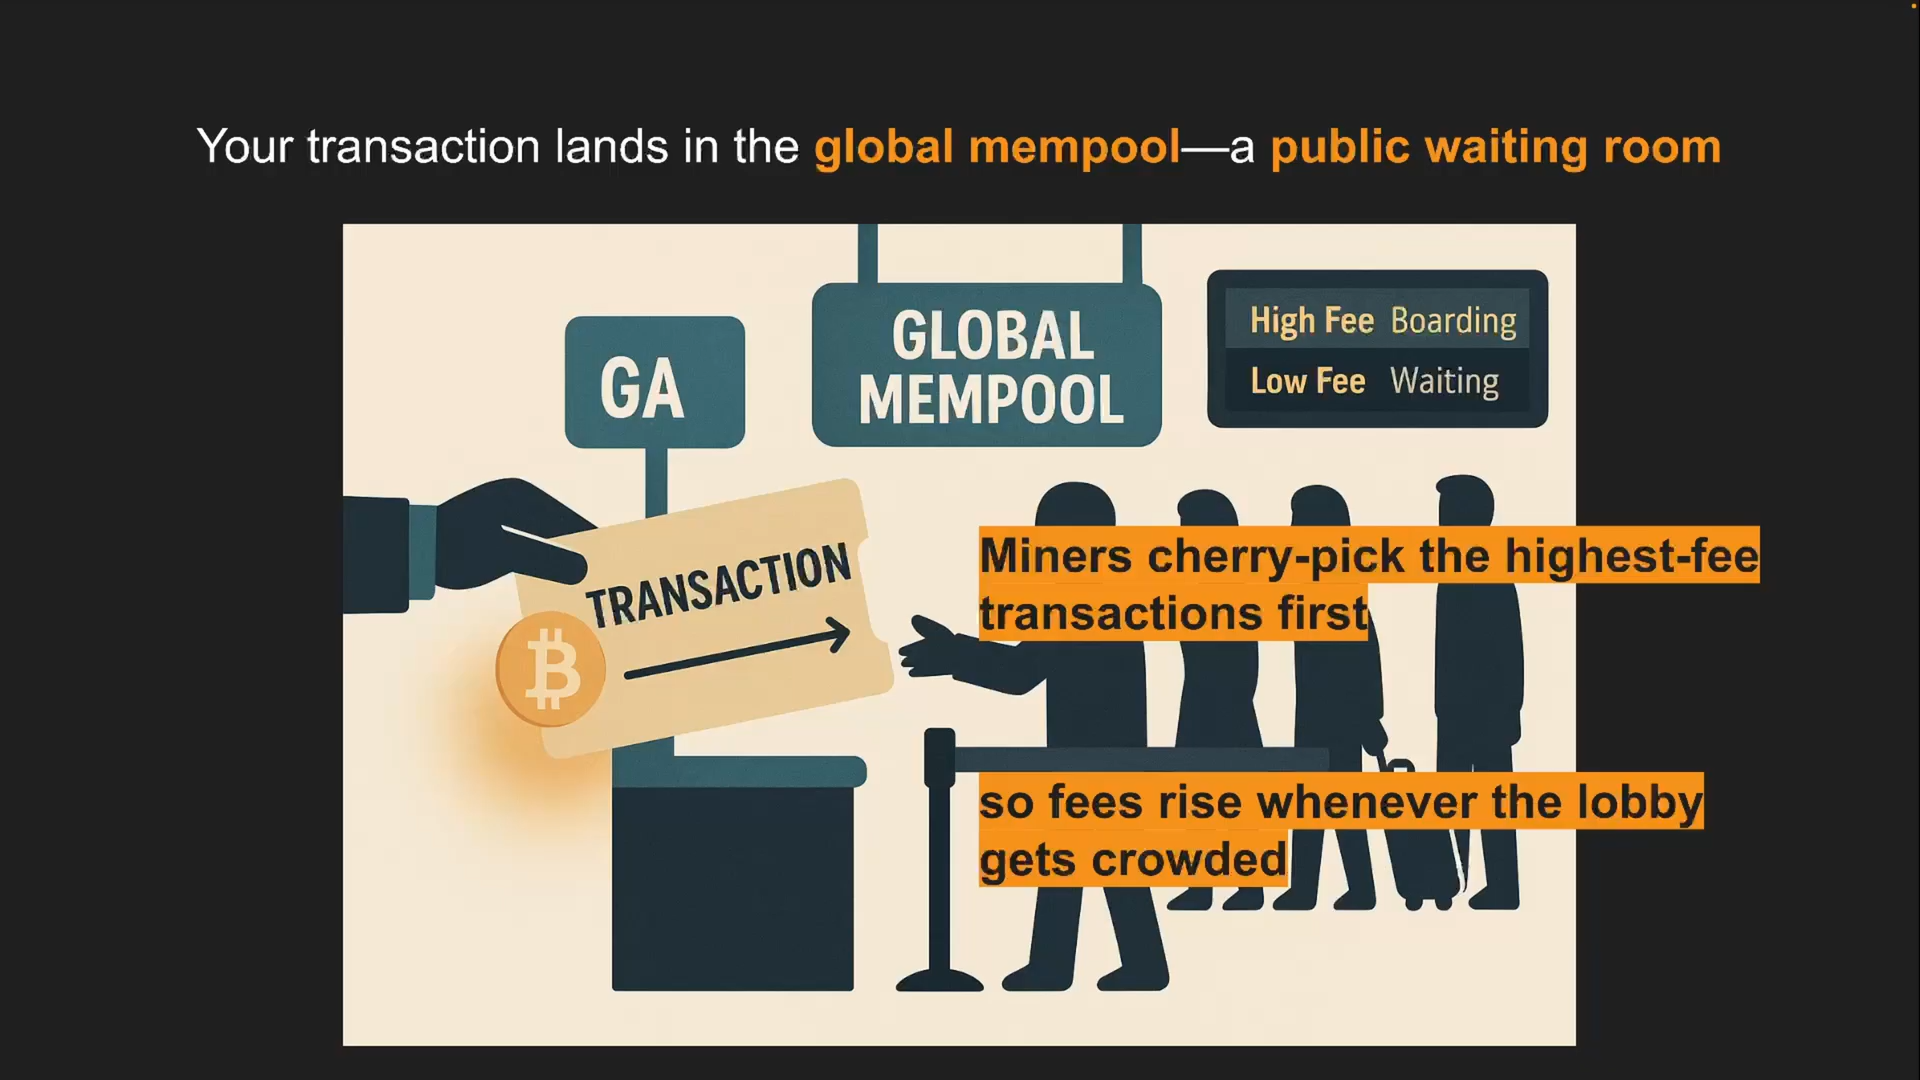 Your transaction lands in the global mempool—a public waiting room
GA
GLOBAL
MEMPOOL
High Fee Boarding
Low Fee Waiting
TRANSACTION
Miners cherry-pick the highest-fee
transactions first
so fees rise whenever the lobby
gets crowded